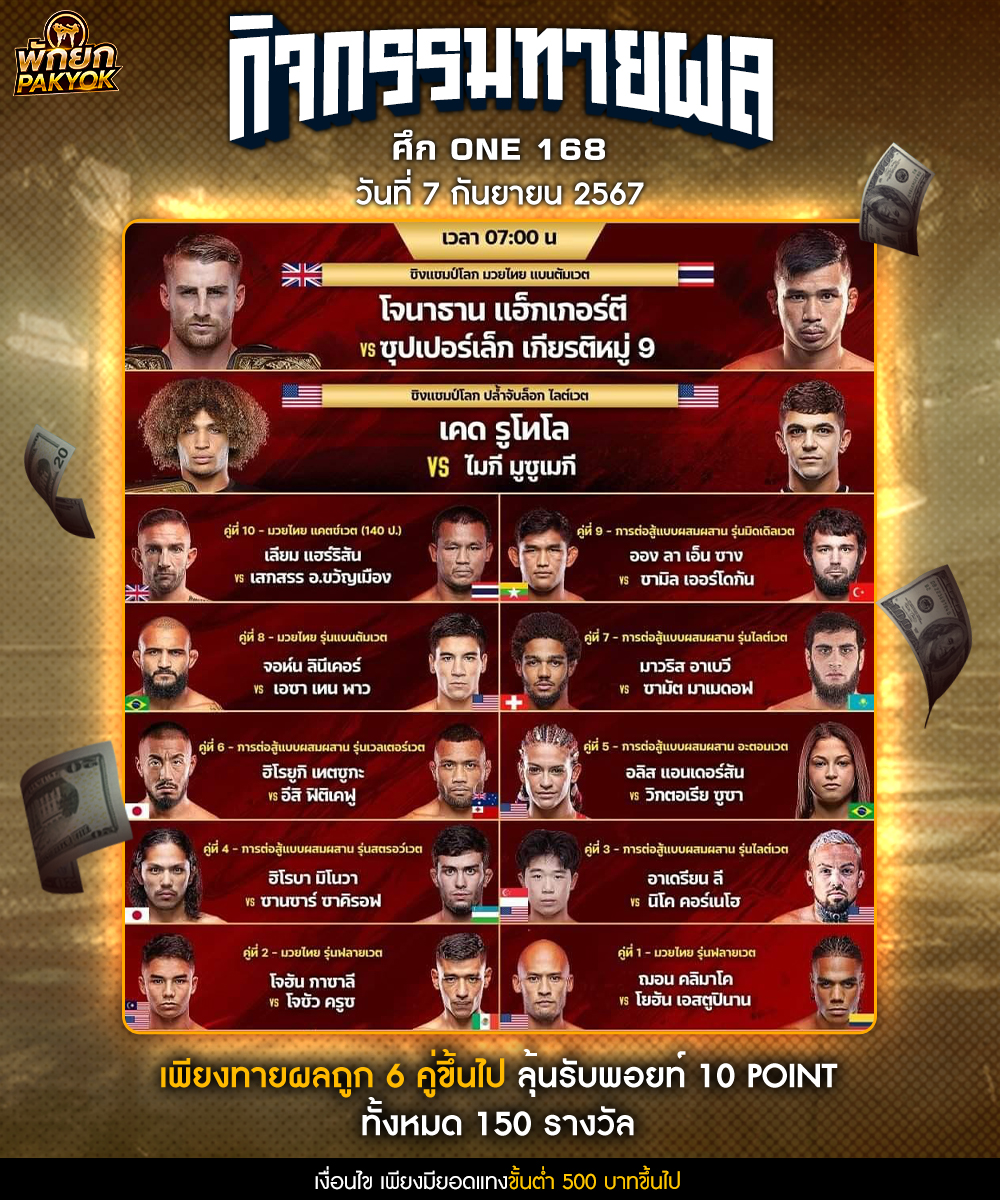 พักยก
PAKYOK
กิจกรรมทายผล
ศึก ONE 168
วันที่ 7 กันยายน 2567
เวลา 07:00 น
ชิงแชมป์โลก มวยไทย แบนตัมเวต
โจนาธาน แฮ็กเกอร์ตี
vs ซุปเปอร์เล็ก เกียรติหมู่ 9
ชิงแชมป์โลก ปล้ำจับล็อก ไลต์เวต
เคด รูโทโล
VS ไมกี มูซูเมกี
คู่ที่ 10 - มวยไทย แคตช์เวต (140 ป.)
เลียม แฮร์ริสัน
vs เสกสรร อ.ขวัญเมือง
คู่ที่ 9 - การต่อสู้แบบผสมผสาน รุ่นมิดเดิลเวต
ออง ลา เอ็น ซาง
vs ชามิล เออร์โดกัน
คู่ที่ 8 - มวยไทย รุ่นแบนตัมเวต
จอห์น ลินีเคอร์
vs เอซา เทน พาว
คู่ที่ 7 - การต่อสู้แบบผสมผสาน รุ่นไลต์เวต
มาวริส อาเบวี
vs ซามัต มาเมดอฟ
คู่ที่ 6 - การต่อสู้แบบผสมผสาน รุ่นเวลเตอร์เวต
ฮิโรยูกิ เทตซูกะ
vs อีสิ ฟิติเคฟู
คู่ที่ 5 - การต่อสู้แบบผสมผสาน อะตอมเวต
อลิส แอนเดอร์สัน
vs วิกตอเรีย ซูซา
คู่ที่ 4 - การต่อสู้แบบผสมผสาน รุ่นสตรอว์เวต
ฮิโรบา มิโนวา
vs ซานซาร์ ซาคิรอฟ
คู่ที่ 3 - การต่อสู้แบบผสมผสาน รุ่นไลต์เวต
อาเดรียน ลี
vs นิโค คอร์เนโฮ
คู่ที่ 2 - มวยไทย รุ่นฟลายเวต
โจฮัน กาซาลี
vs โจชัว ครูซ
คู่ที่ 1 - มวยไทย รุ่นฟลายเวต
ฌอน คลิมาโค
vs โยฮัน เอสตูปินาน
เพียงทายผลถูก 6 คู่ขึ้นไป ลุ้นรับพอยท์ 10 POINT
ทั้งหมด 150 รางวัล
เงื่อนไข เพียงมียอดแทงขั้นต่ำ 500 บาทขึ้นไป